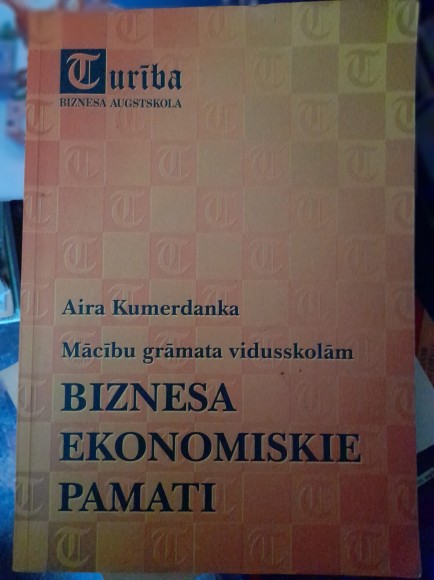 Turība
BIZNESA AUGSTSKOLA
Aira Kumerdanka
Mācību grāmata vidusskolām
BIZNESA
EKONOMISKIE
PAMATI